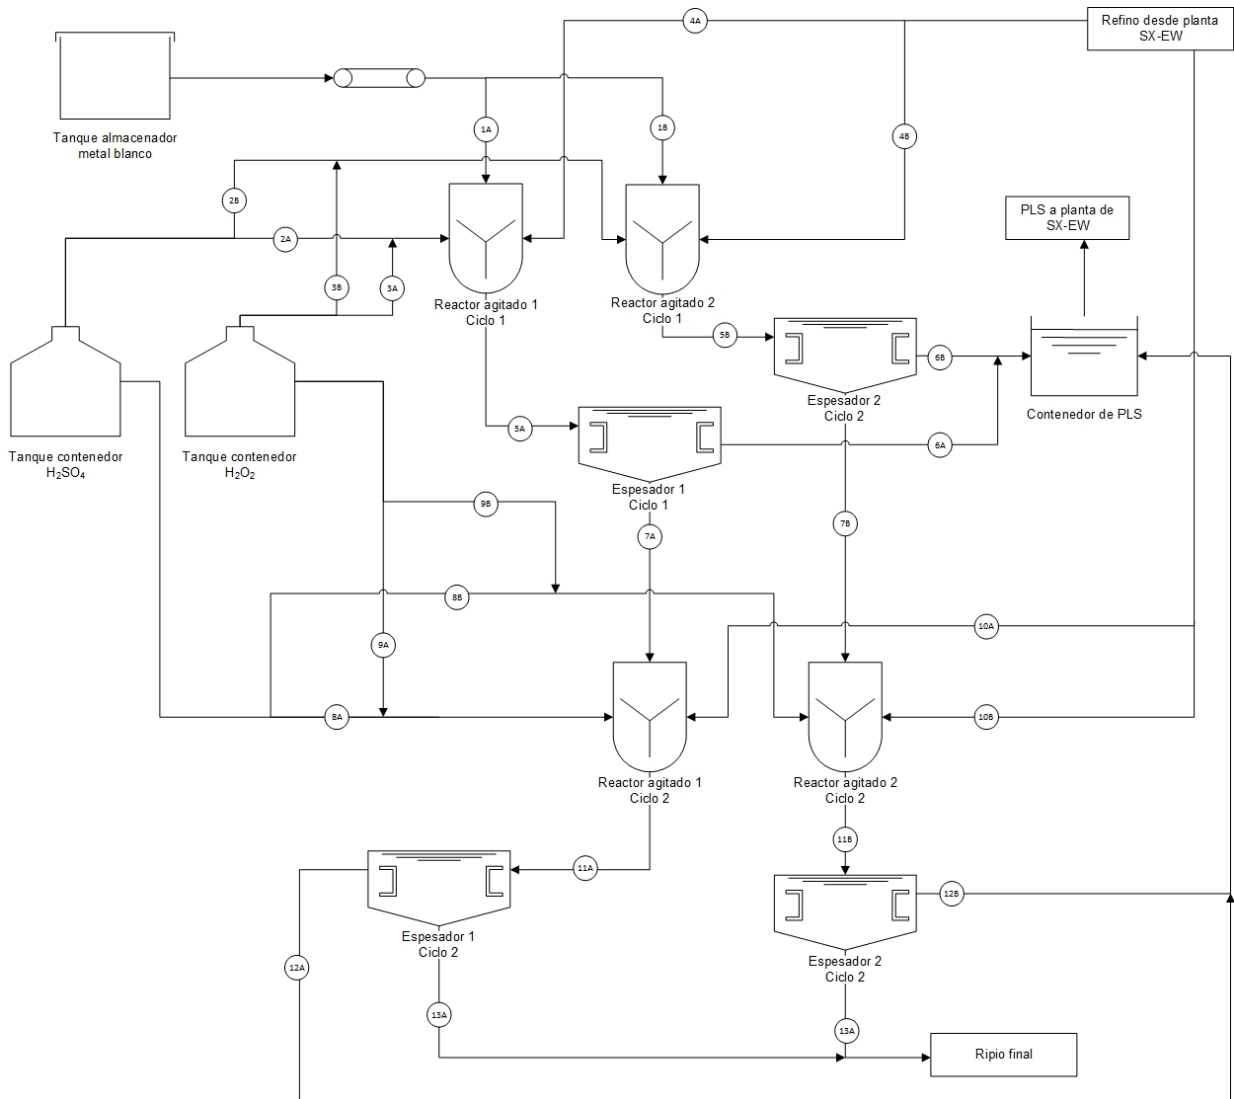 4A
Refino desde planta
SX-EW
Tanque almacenador
metal blanco
1A
1B
4B
2B
2A
3B
3A
PLS a planta de
SX-EW
Reactor agitado 1
Ciclo 1
Reactor agitado 2
Ciclo 1
5B
6B
Espesador 2
Ciclo 2
Contenedor de PLS
5A
6A
Tanque contenedor
H₂SO₄
Tanque contenedor
H₂O₂
Espesador 1
Ciclo 1
9B
7A
7B
8B
10A
9A
8A
10B
Reactor agitado 1
Ciclo 2
Reactor agitado 2
Ciclo 2
11B
11A
12B
Espesador 1
Ciclo 2
Espesador 2
Ciclo 2
12A
13A
13A
Ripio final